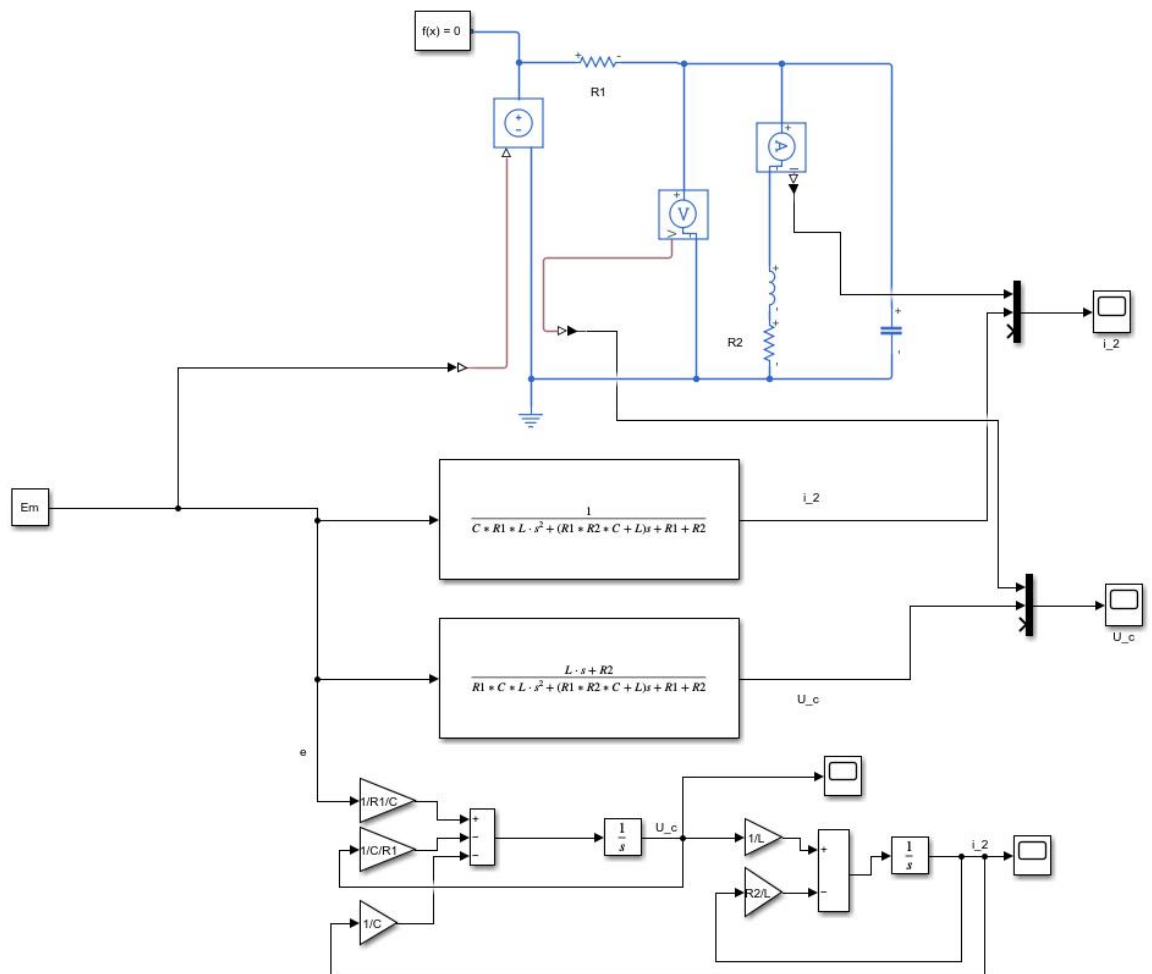 f(x) = 0
+ -
R1
+
-
+
A
I
+
V
V
+
-
+
R2
-
+
-
i_2
Em
i_2
1
C * R1 * L · s² + (R1 * R2 * C + L)s + R1 + R2
U_c
L · s + R2
R1 * C * L · s² + (R1 * R2 * C + L)s + R1 + R2
U_c
e
1/R1/C
+
1/C/R1
−
−
1
s
U_c
1/L
+
1
s
i_2
R2/L
−
1/C